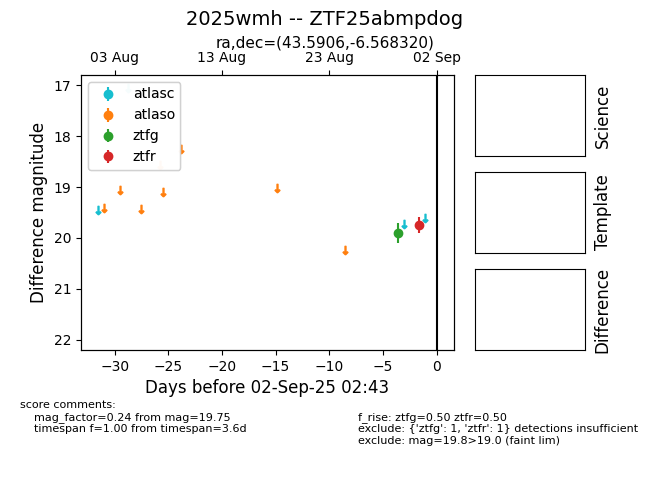 2025wmh -- ZTF25abmpdog
ra,dec=(43.5906,-6.568320)
03 Aug 13 Aug 23 Aug 02 Sep
17
18
19
20
21
22
Difference magnitude
atlasc
atlaso
ztfg
ztfr
−30 −25 −20 −15 −10 −5 0
Days before 02-Sep-25 02:43
Science
Template
Difference
score comments:
mag_factor=0.24 from mag=19.75
timespan f=1.00 from timespan=3.6d
f_rise: ztfg=0.50 ztfr=0.50
exclude: {'ztfg': 1, 'ztfr': 1} detections insufficient
exclude: mag=19.8>19.0 (faint lim)